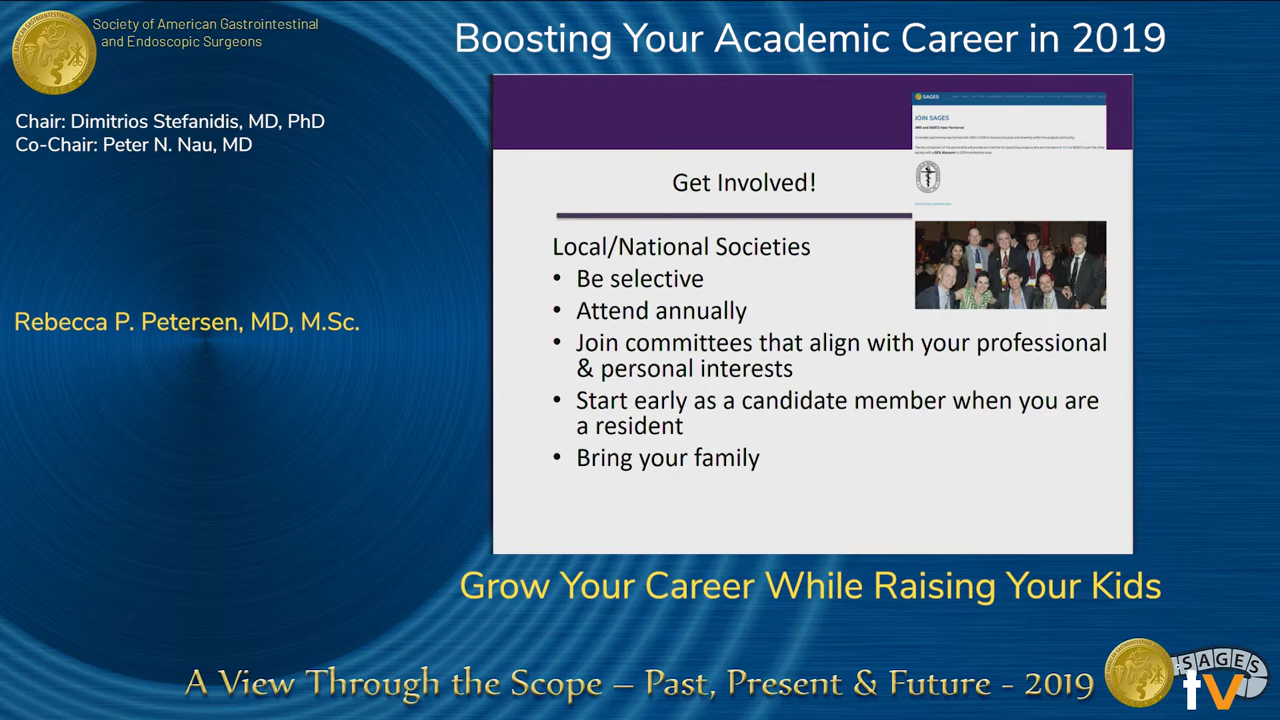 Society of American Gastrointestinal
and Endoscopic Surgeons
Boosting Your Academic Career in 2019
Chair: Dimitrios Stefanidis, MD, PhD
Co-Chair: Peter N. Nau, MD
Rebecca P. Petersen, MD, M.Sc.
SAGES
JOIN SAGES
Get Involved!
Local/National Societies
• Be selective
• Attend annually
• Join committees that align with your professional
& personal interests
• Start early as a candidate member when you are
a resident
• Bring your family
Grow Your Career While Raising Your Kids
A View Through the Scope – Past, Present & Future - 2019
SAGES
tv